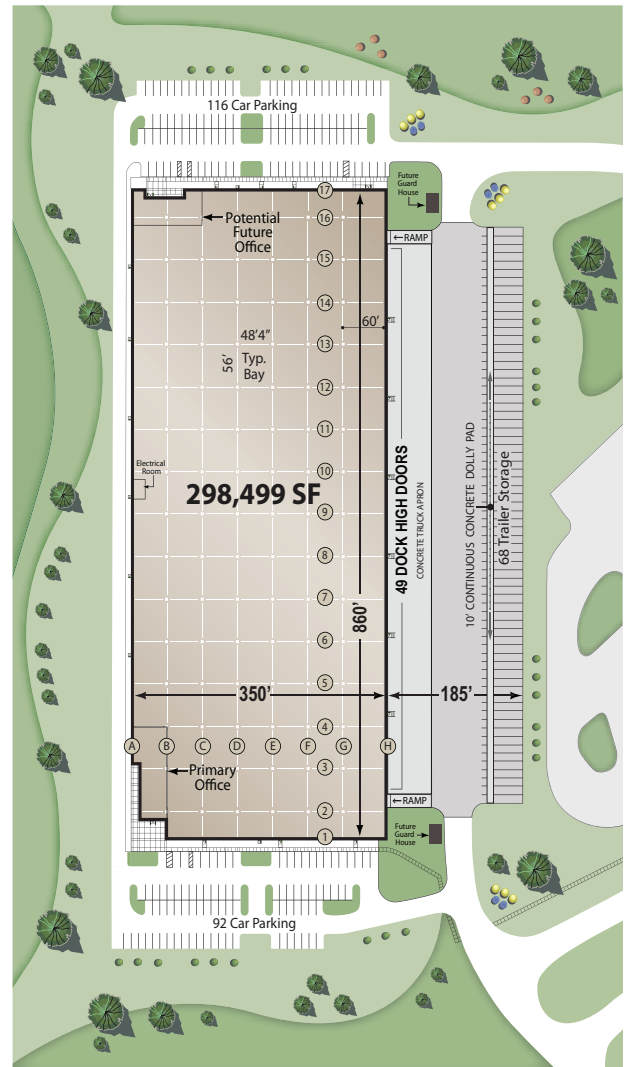 116 Car Parking
Future
Guard
House
17
Potential
Future
Office
16
←RAMP
15
14
60'
48'4"
56'
Typ.
Bay
13
12
11
Electrical
Room
10
298,499 SF
9
49 DOCK HIGH DOORS
CONCRETE TRUCK APRON
10' CONTINUOUS CONCRETE DOLLY PAD
68 Trailer Storage
8
7
860'
6
5
350'
185'
4
A
B
C
D
E
F
G
H
3
Primary
Office
2
←RAMP
1
Future
Guard
House
92 Car Parking